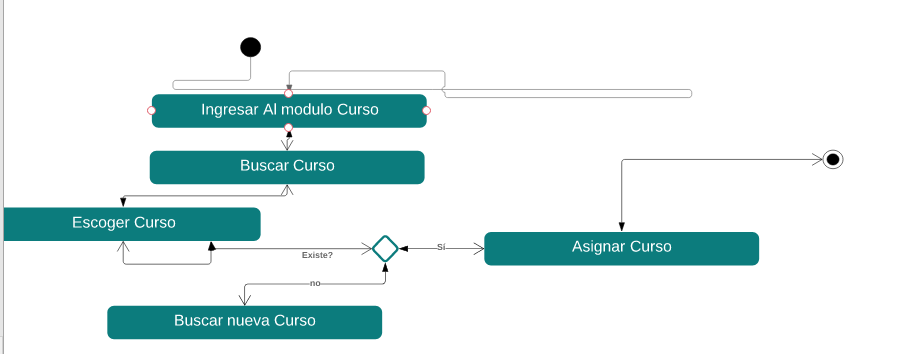 Ingresar Al modulo Curso
Buscar Curso
Escoger Curso
Existe?
Sí
Asignar Curso
no
Buscar nueva Curso